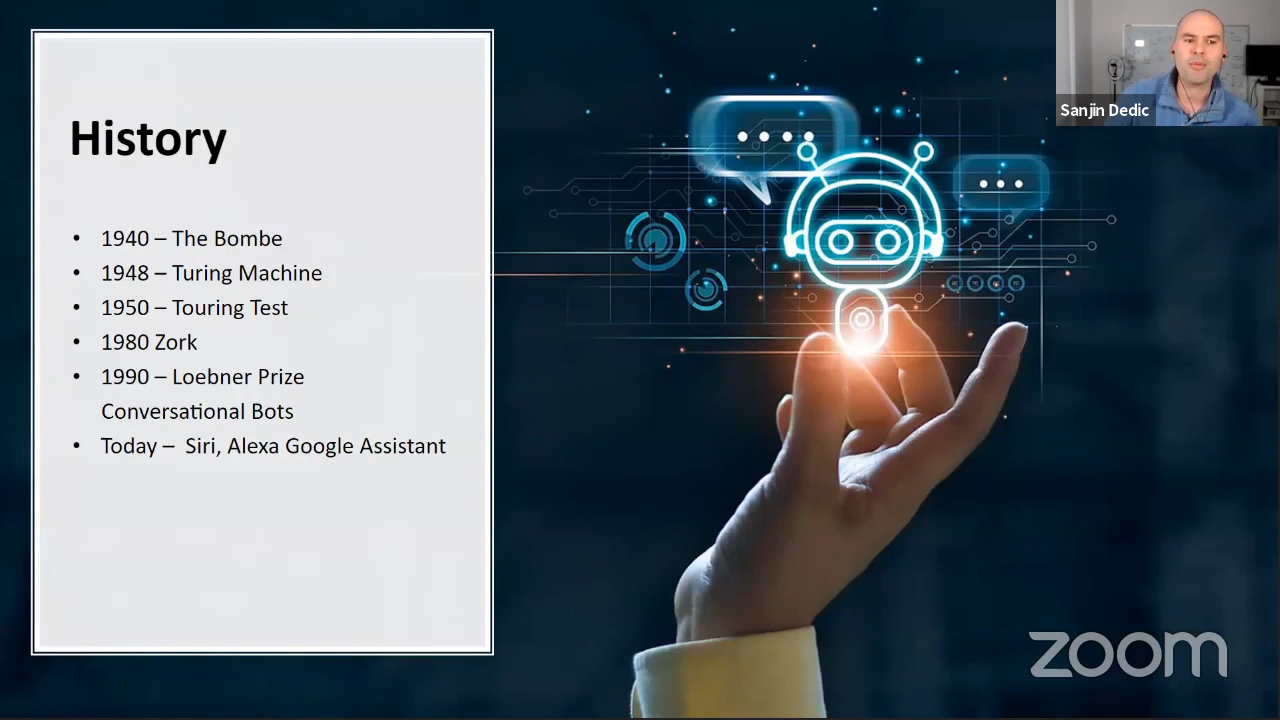 History
• 1940 – The Bombe
• 1948 – Turing Machine
• 1950 – Touring Test
• 1980 Zork
• 1990 – Loebner Prize
Conversational Bots
• Today –  Siri, Alexa Google Assistant
Sanjin Dedic
zoom